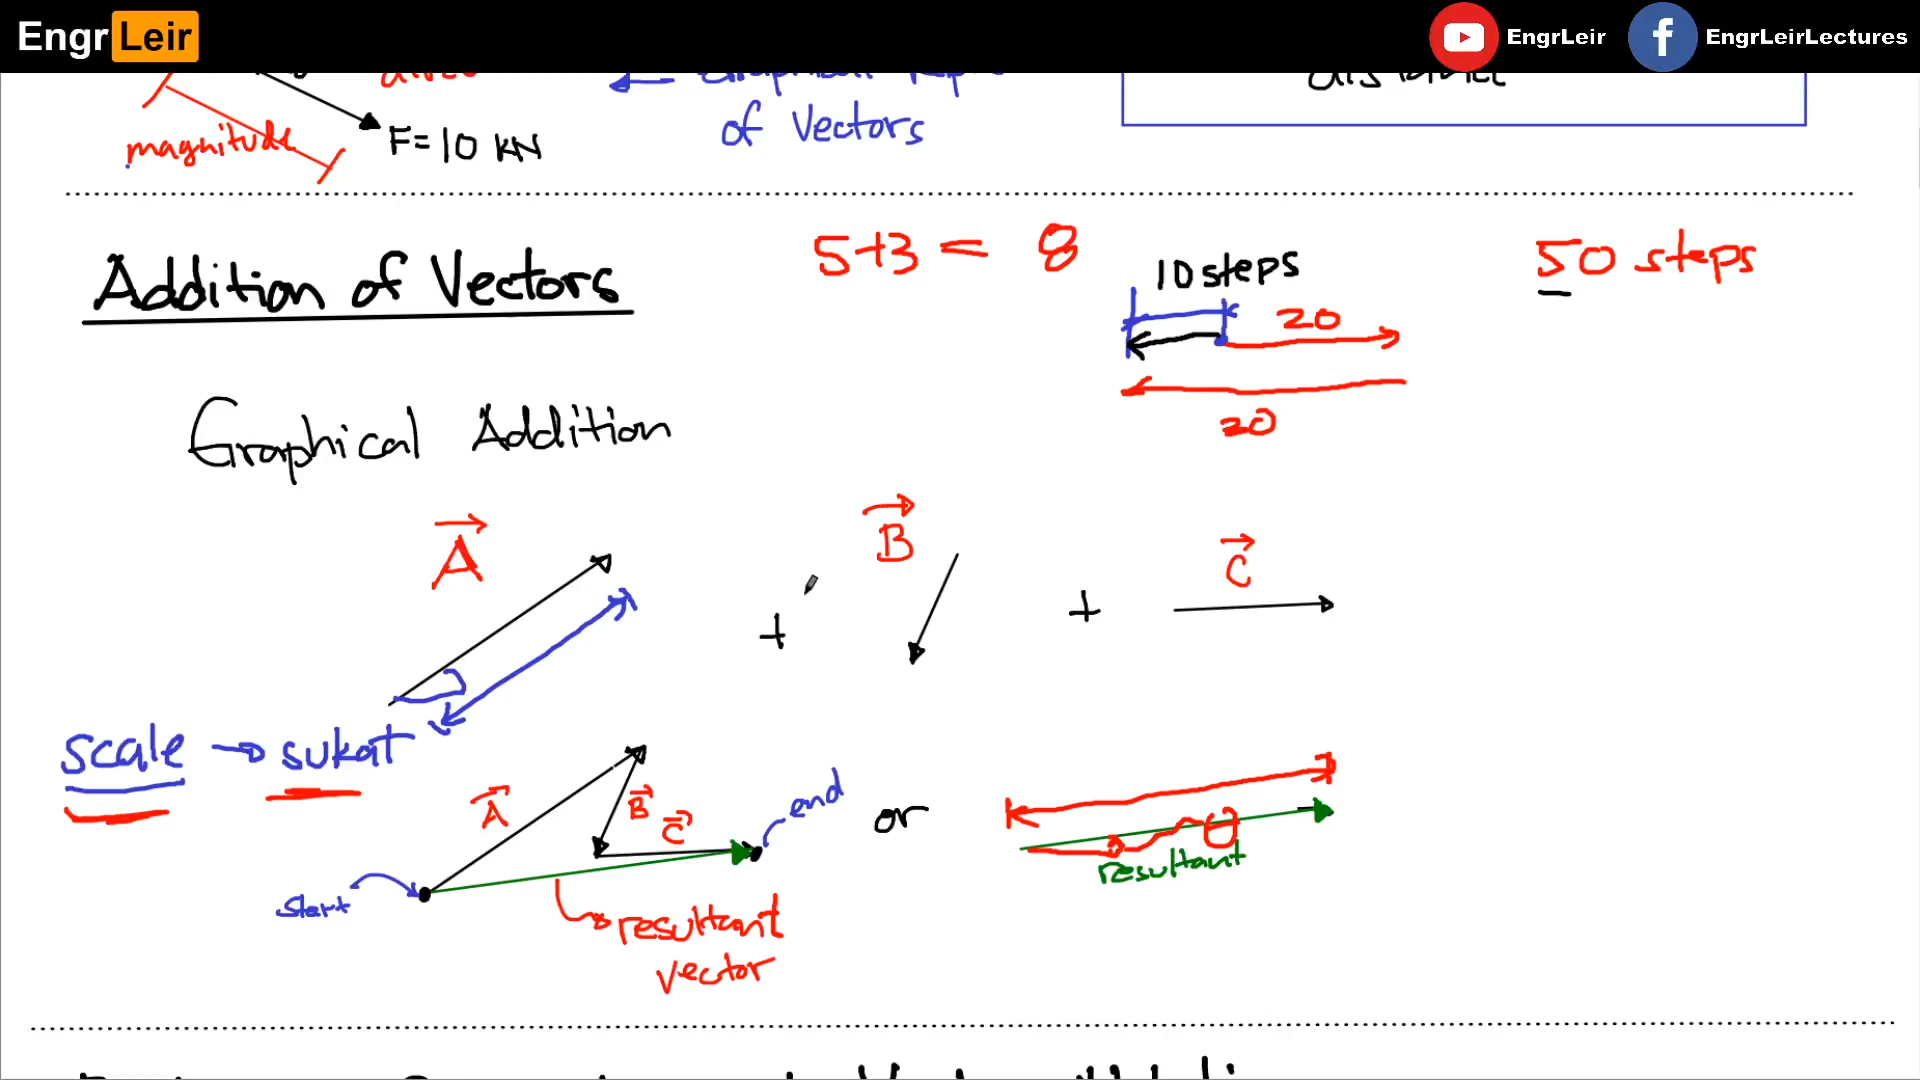 EngrLeir
EngrLeir
EngrLeirLectures
of Vectors
magnitude
F = 10 kN
5+3 = 8
50 steps
10 steps
Addition of Vectors
20
20
Graphical Addition
A
B
C
+
+
scale → sukat
A
B
C
end
or
resultant
start
resultant
vector